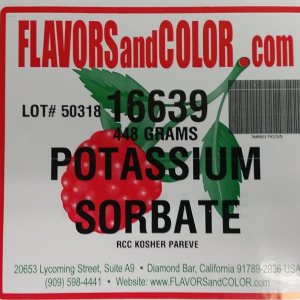 FLAVORSandCOLOR.com
LOT# 50318 16639
448 GRAMS
POTASSIUM
SORBATE
RCC KOSHER PAREVE
20653 Lycoming Street, Suite A9 • Diamond Bar, California 91789-2836 USA
(909) 598-4441 • Website: www.FLAVORSandCOLOR.com